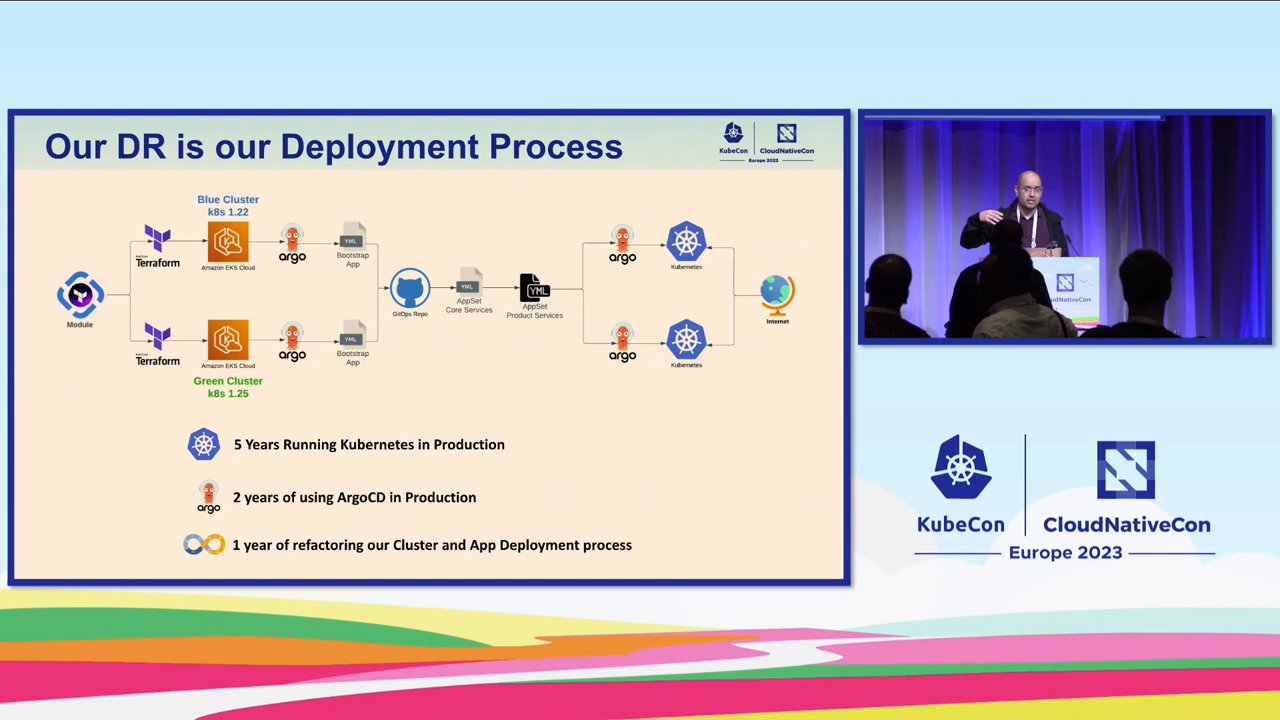 Our DR is our Deployment Process
KubeCon
CloudNativeCon
Europe 2023
Blue Cluster
k8s 1.22
Terraform
Amazon EKS Cloud
argo
YML
Bootstrap
App
Module
GitOps Repo
YML
AppSet
Core Services
YML
AppSet
Product Services
argo
Kubernetes
Internet
Terraform
Amazon EKS Cloud
argo
YML
Bootstrap
App
argo
Kubernetes
Green Cluster
k8s 1.25
5 Years Running Kubernetes in Production
argo
2 years of using ArgoCD in Production
1 year of refactoring our Cluster and App Deployment process
CloudNativeCon
KubeCon
CloudNativeCon
Europe 2023